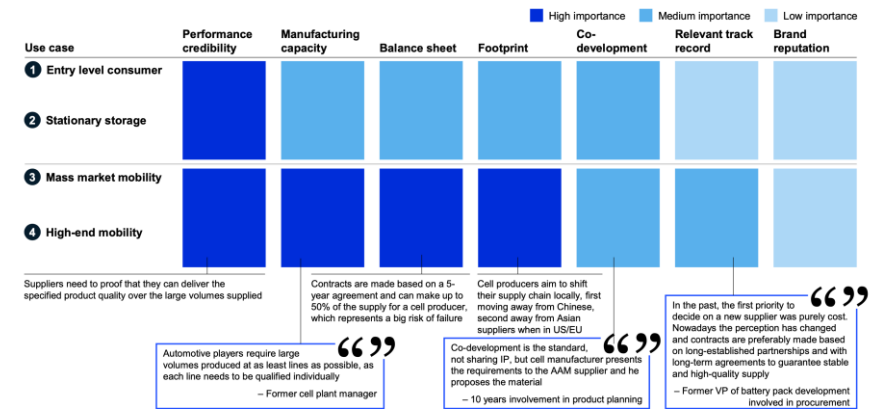 High importance
Medium importance
Low importance
Use case
Performance
credibility
Manufacturing
capacity
Balance sheet
Footprint
Co-
development
Relevant track
record
Brand
reputation
1 Entry level consumer
2 Stationary storage
3 Mass market mobility
4 High-end mobility
Suppliers need to proof that they can deliver the
specified product quality over the large volumes supplied
Contracts are made based on a 5-
year agreement and can make up to
50% of the supply for a cell producer,
which represents a big risk of failure
Cell producers aim to shift
their supply chain locally, first
moving away from Chinese,
second away from Asian
suppliers when in US/EU
“ ”
Automotive players require large
volumes produced at as least lines as possible, as
each line needs to be qualified individually
– Former cell plant manager
“ ”
Co-development is the standard,
not sharing IP, but cell manufacturer presents
the requirements to the AAM supplier and he
proposes the material
– 10 years involvement in product planning
“ ”
In the past, the first priority to
decide on a new supplier was purely cost.
Nowadays the perception has changed
and contracts are preferably made based
on long-established partnerships and with
long-term agreements to guarantee stable
and high-quality supply
– Former VP of battery pack development
involved in procurement